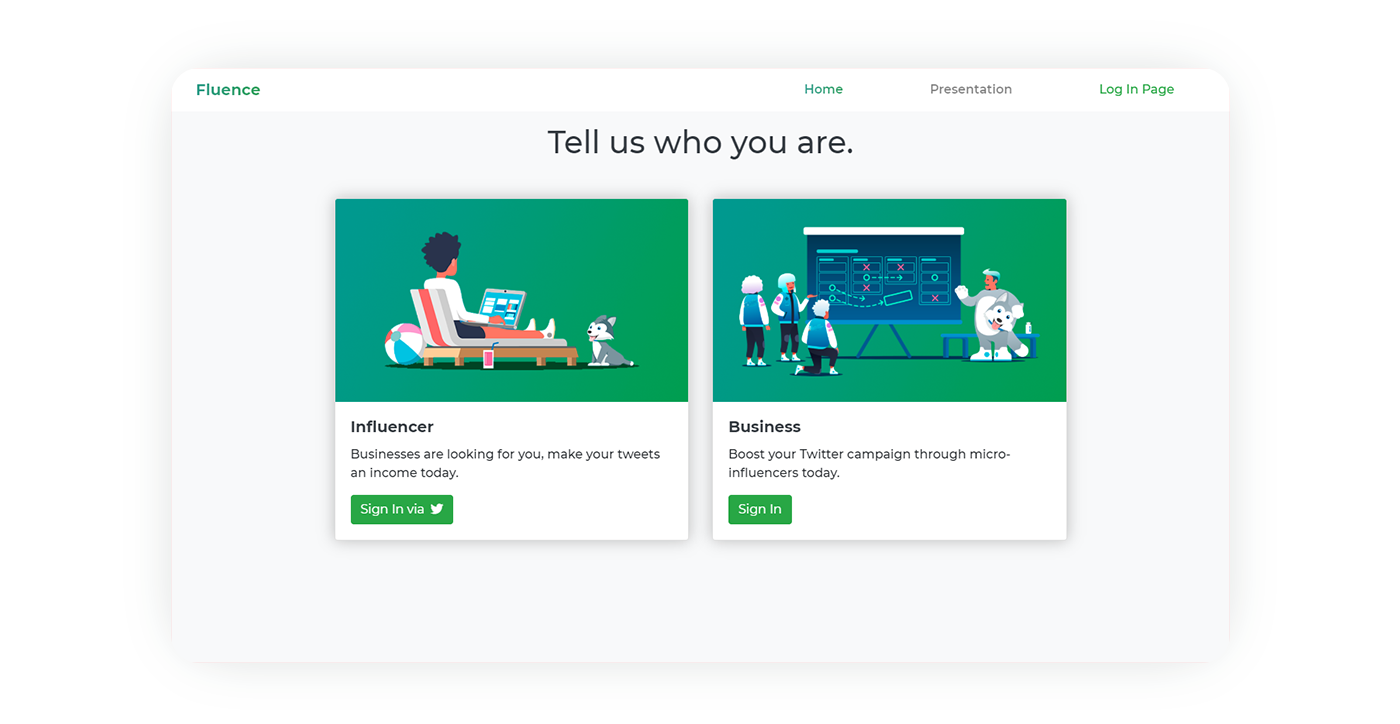 Fluence
Home
Presentation
Log In Page
Tell us who you are.
Influencer
Businesses are looking for you, make your tweets
an income today.
Sign In via
Business
Boost your Twitter campaign through micro-
influencers today.
Sign In